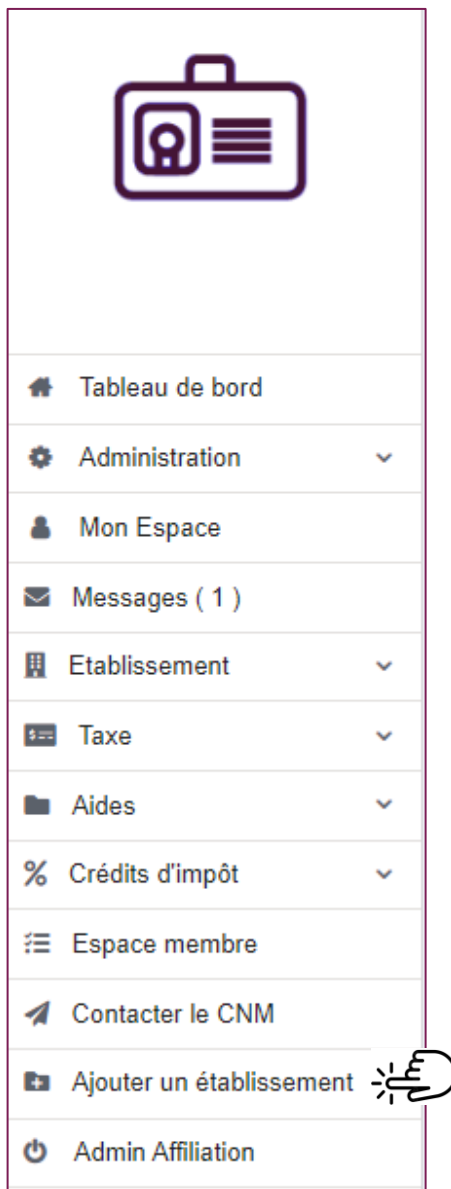 Tableau de bord
Administration
Mon Espace
Messages ( 1 )
Etablissement
Taxe
Aides
Crédits d'impôt
Espace membre
Contacter le CNM
Ajouter un établissement
Admin Affiliation